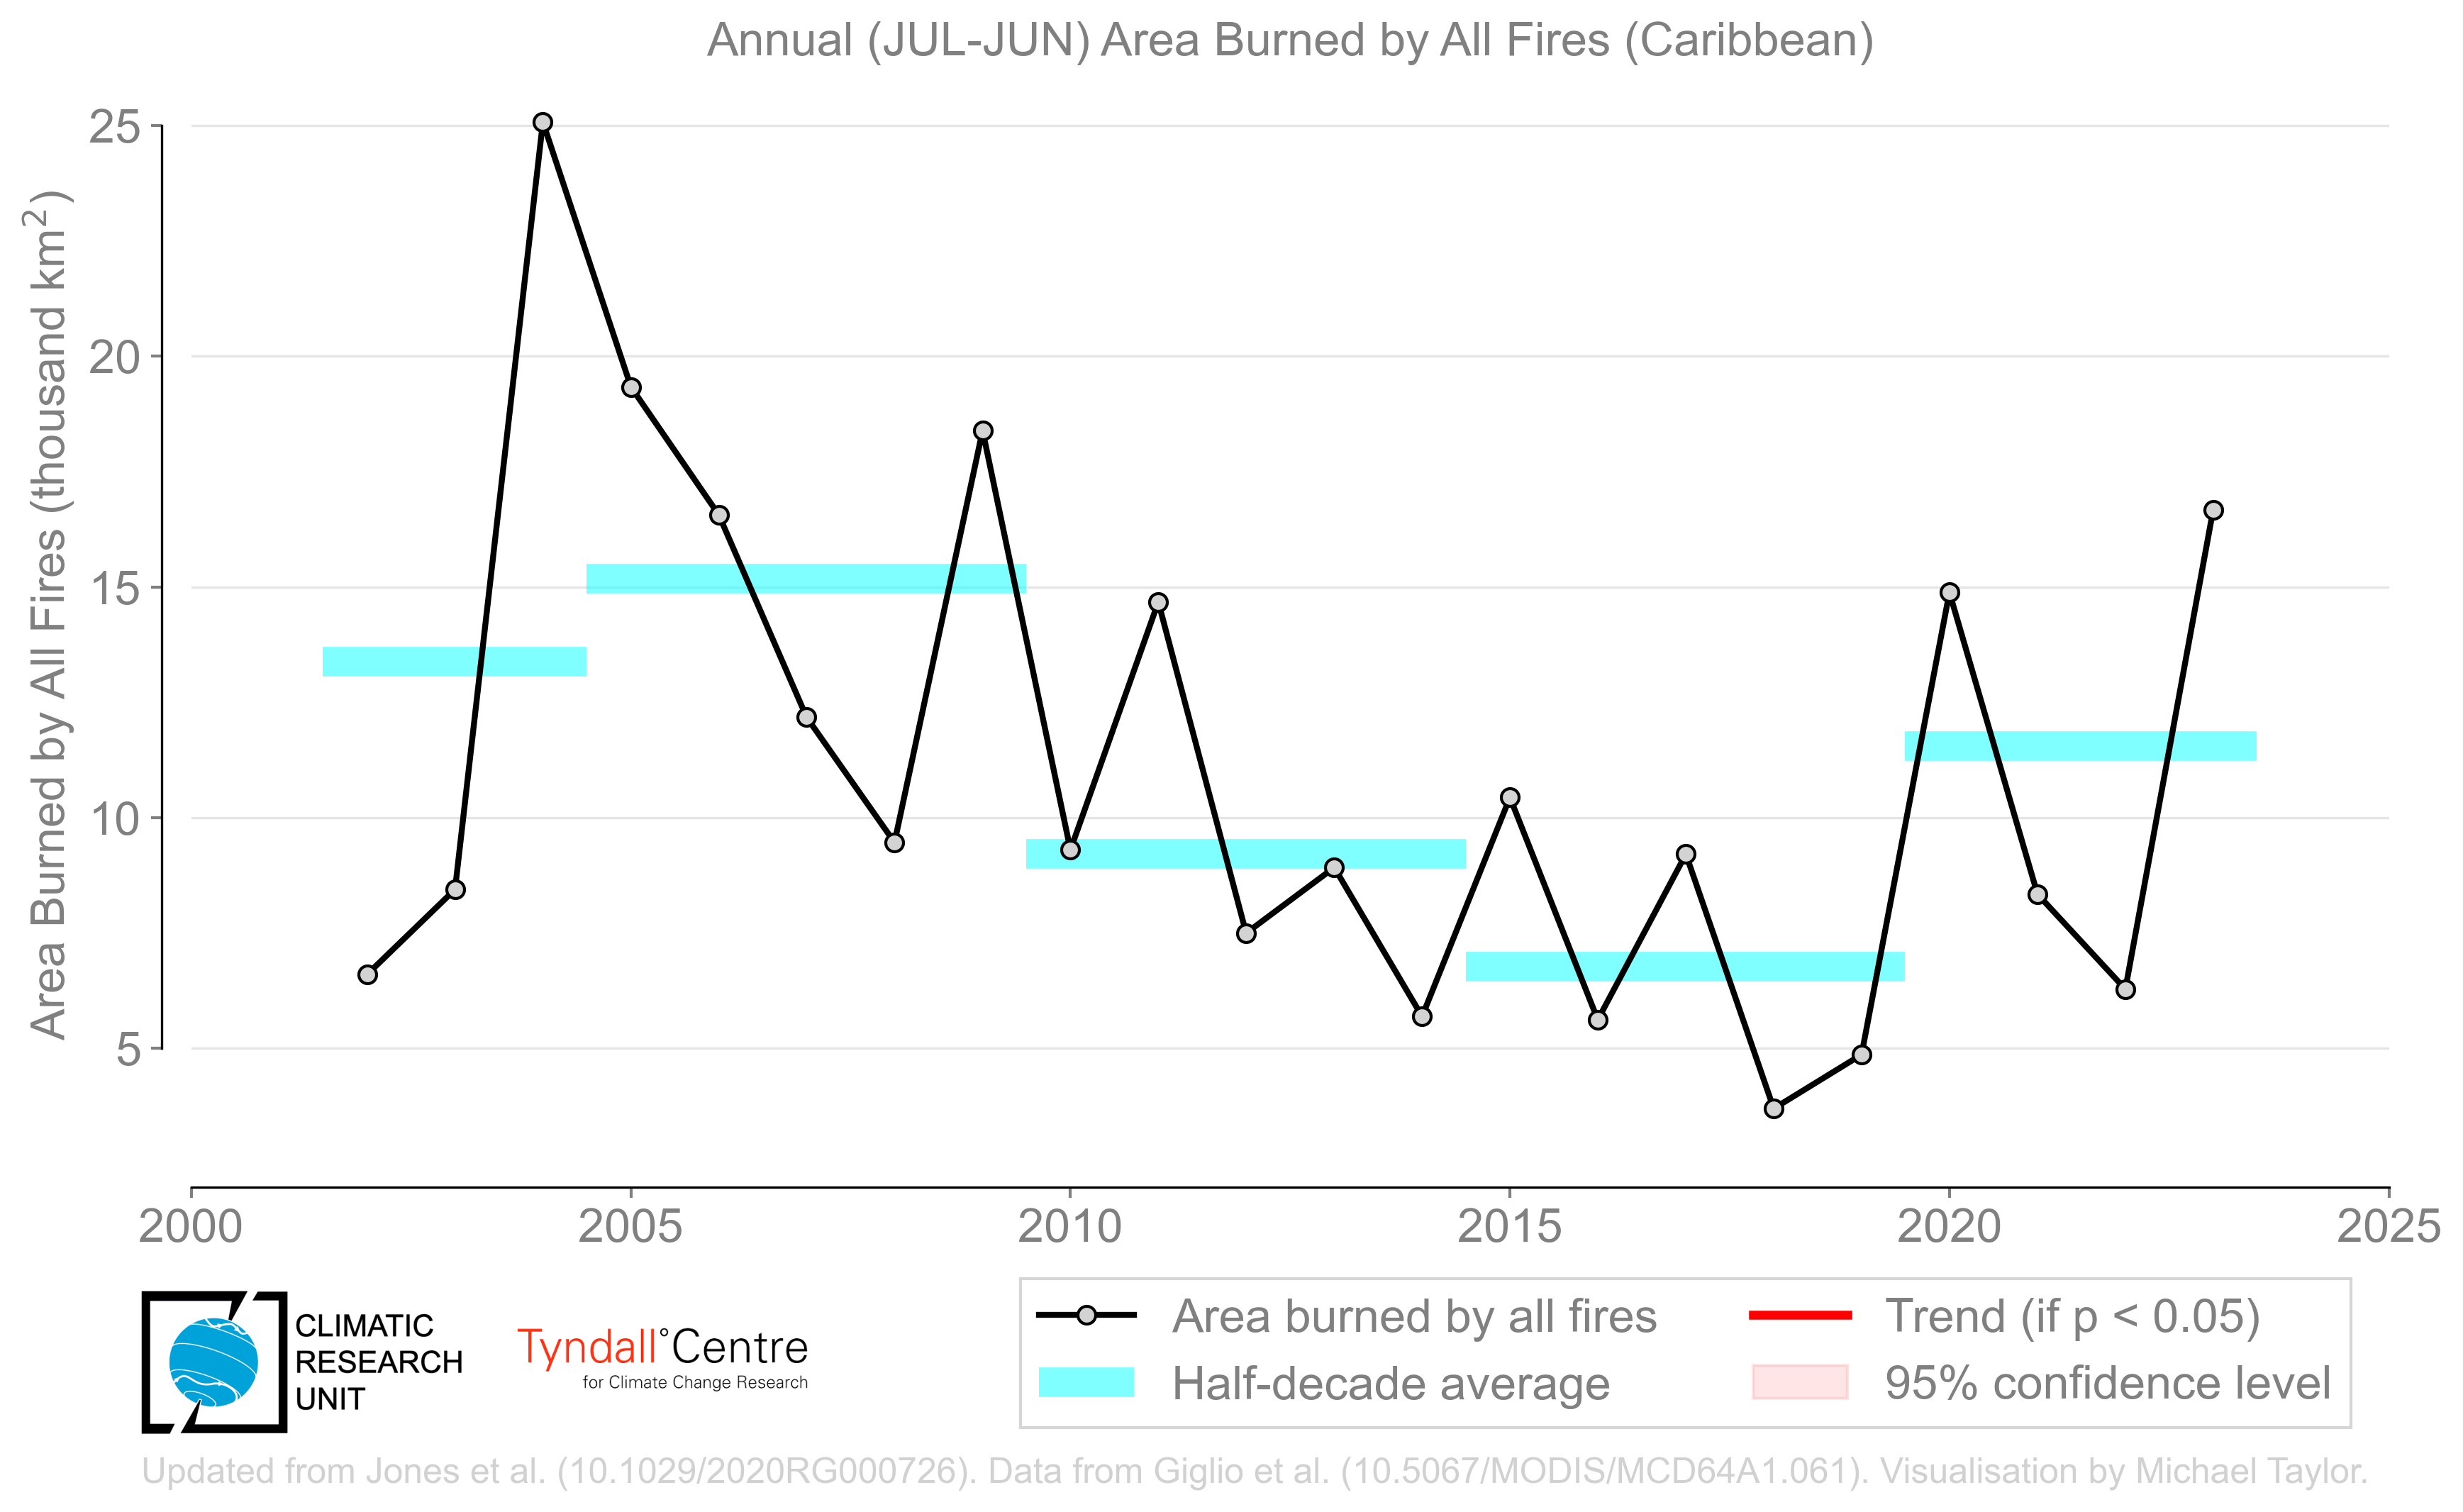 Annual (JUL-JUN) Area Burned by All Fires (Caribbean)
Area Burned by All Fires (thousand km²)
25
20
15
10
5
2000 2005 2010 2015 2020 2025
CLIMATIC
RESEARCH
UNIT
Tyndall°Centre
for Climate Change Research
Area burned by all fires
Half-decade average
Trend (if p < 0.05)
95% confidence level
Updated from Jones et al. (10.1029/2020RG000726). Data from Giglio et al. (10.5067/MODIS/MCD64A1.061). Visualisation by Michael Taylor.